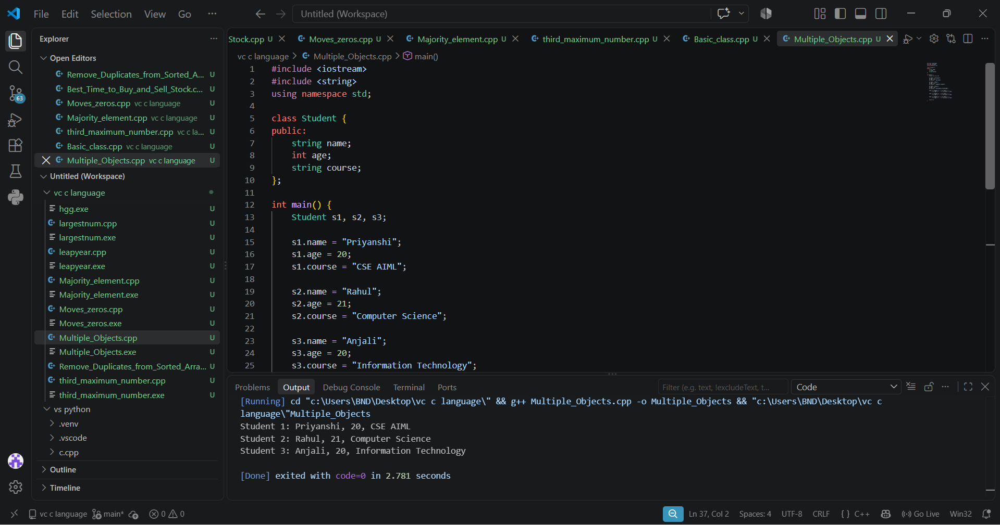 File Edit Selection View Go ··· Untitled (Workspace)
Explorer ···
Open Editors
Remove_Duplicates_from_Sorted_A... U
Best_Time_to_Buy_and_Sell_Stock.c... U
Moves_zeros.cpp vc c language U
Majority_element.cpp vc c language U
third_maximum_number.cpp vc c la... U
Basic_class.cpp vc c language U
Multiple_Objects.cpp vc c language U
63
Untitled (Workspace)
vc c language
hgg.exe U
largestnum.cpp U
largestnum.exe U
leapyear.cpp U
leapyear.exe U
Majority_element.cpp U
Majority_element.exe U
Moves_zeros.cpp U
Moves_zeros.exe U
Multiple_Objects.cpp U
Multiple_Objects.exe U
Remove_Duplicates_from_Sorted_Arra... U
third_maximum_number.cpp U
third_maximum_number.exe U
vs python
.venv
.vscode
c.cpp
Outline
Timeline
Stock.cpp U Moves_zeros.cpp U Majority_element.cpp U third_maximum_number.cpp U Basic_class.cpp U Multiple_Objects.cpp U
vc c language > Multiple_Objects.cpp > main()
1 #include <iostream>
2 #include <string>
3 using namespace std;
4
5 class Student {
6 public:
7 string name;
8 int age;
9 string course;
10 };
11
12 int main() {
13 Student s1, s2, s3;
14
15 s1.name = "Priyanshi";
16 s1.age = 20;
17 s1.course = "CSE AIML";
18
19 s2.name = "Rahul";
20 s2.age = 21;
21 s2.course = "Computer Science";
22
23 s3.name = "Anjali";
24 s3.age = 20;
25 s3.course = "Information Technology";
Problems Output Debug Console Terminal Ports Filter (e.g. text, !excludeText, t... Code
[Running] cd "c:\Users\BND\Desktop\vc c language\" && g++ Multiple_Objects.cpp -o Multiple_Objects && "c:\Users\BND\Desktop\vc c
language\"Multiple_Objects
Student 1: Priyanshi, 20, CSE AIML
Student 2: Rahul, 21, Computer Science
Student 3: Anjali, 20, Information Technology
[Done] exited with code=0 in 2.781 seconds
vc c language main* 0 0 Ln 37, Col 2 Spaces: 4 UTF-8 CRLF {} C++ Go Live Win32